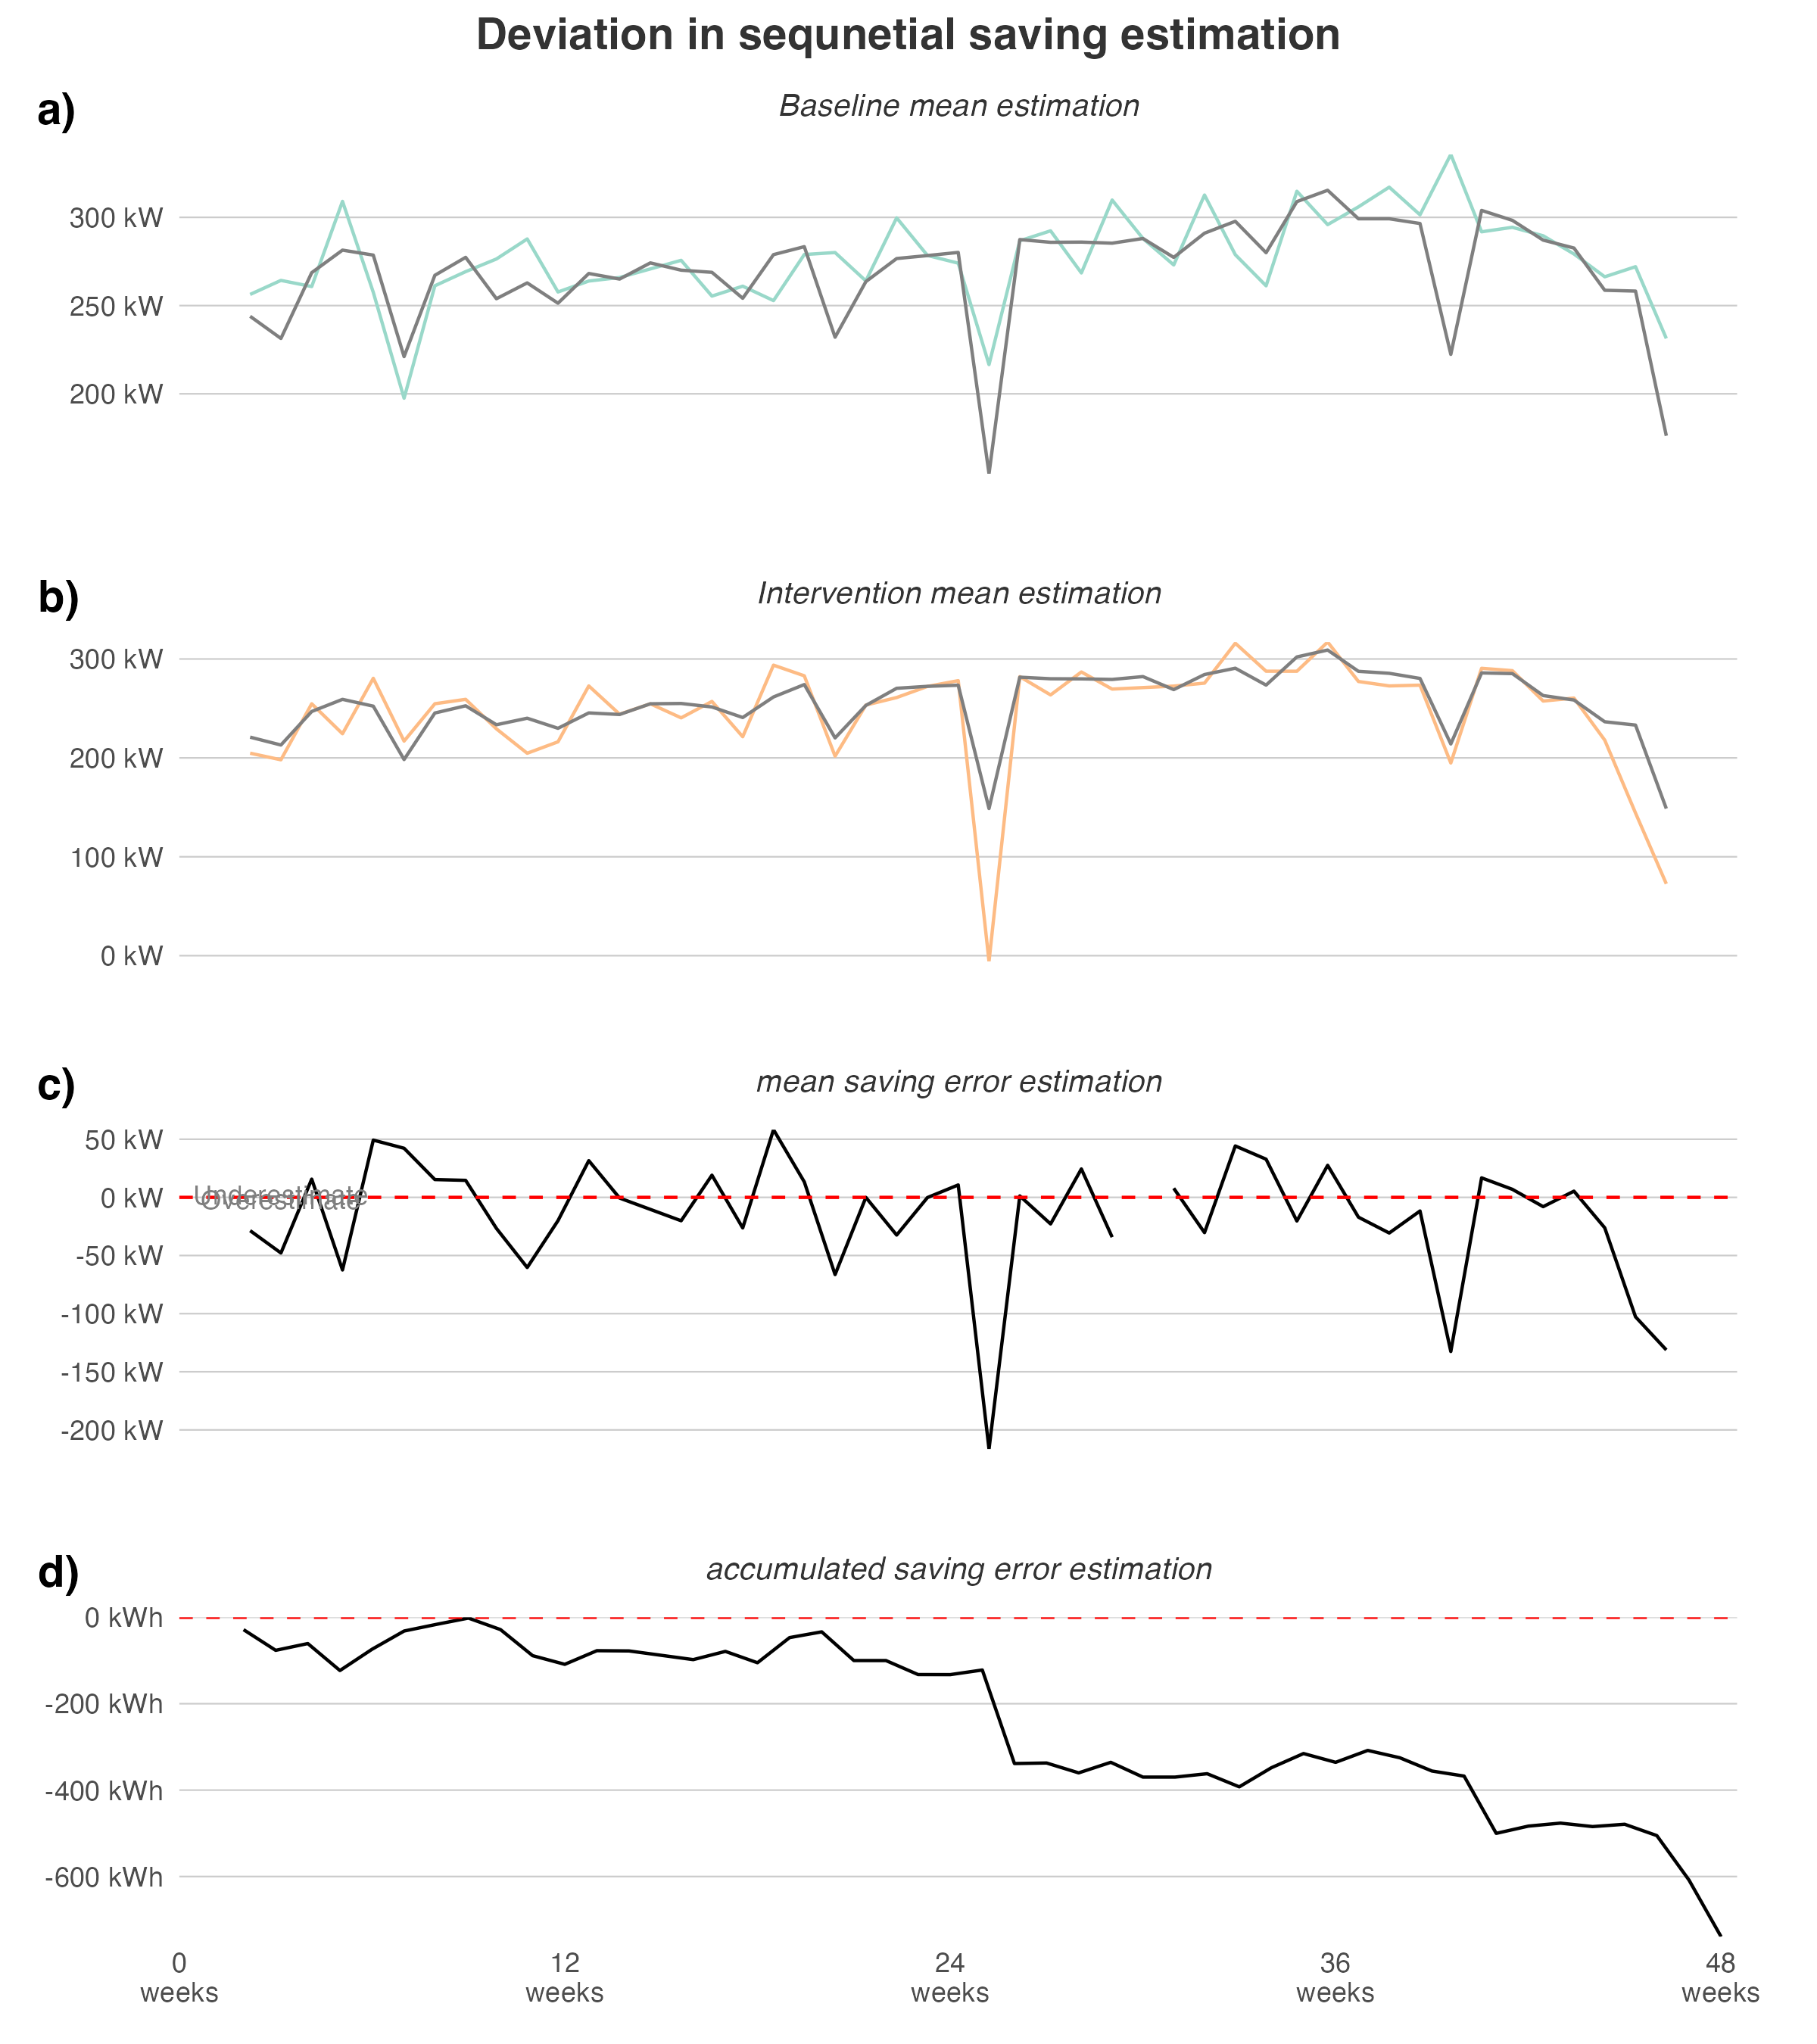 Deviation in sequnetial saving estimation
a)
Baseline mean estimation
300 kW
250 kW
200 kW
b)
Intervention mean estimation
300 kW
200 kW
100 kW
0 kW
c)
mean saving error estimation
50 kW
0 kW
Underestimate
Overestimate
-50 kW
-100 kW
-150 kW
-200 kW
d)
accumulated saving error estimation
0 kWh
-200 kWh
-400 kWh
-600 kWh
0 12 24 36 48
weeks weeks weeks weeks weeks